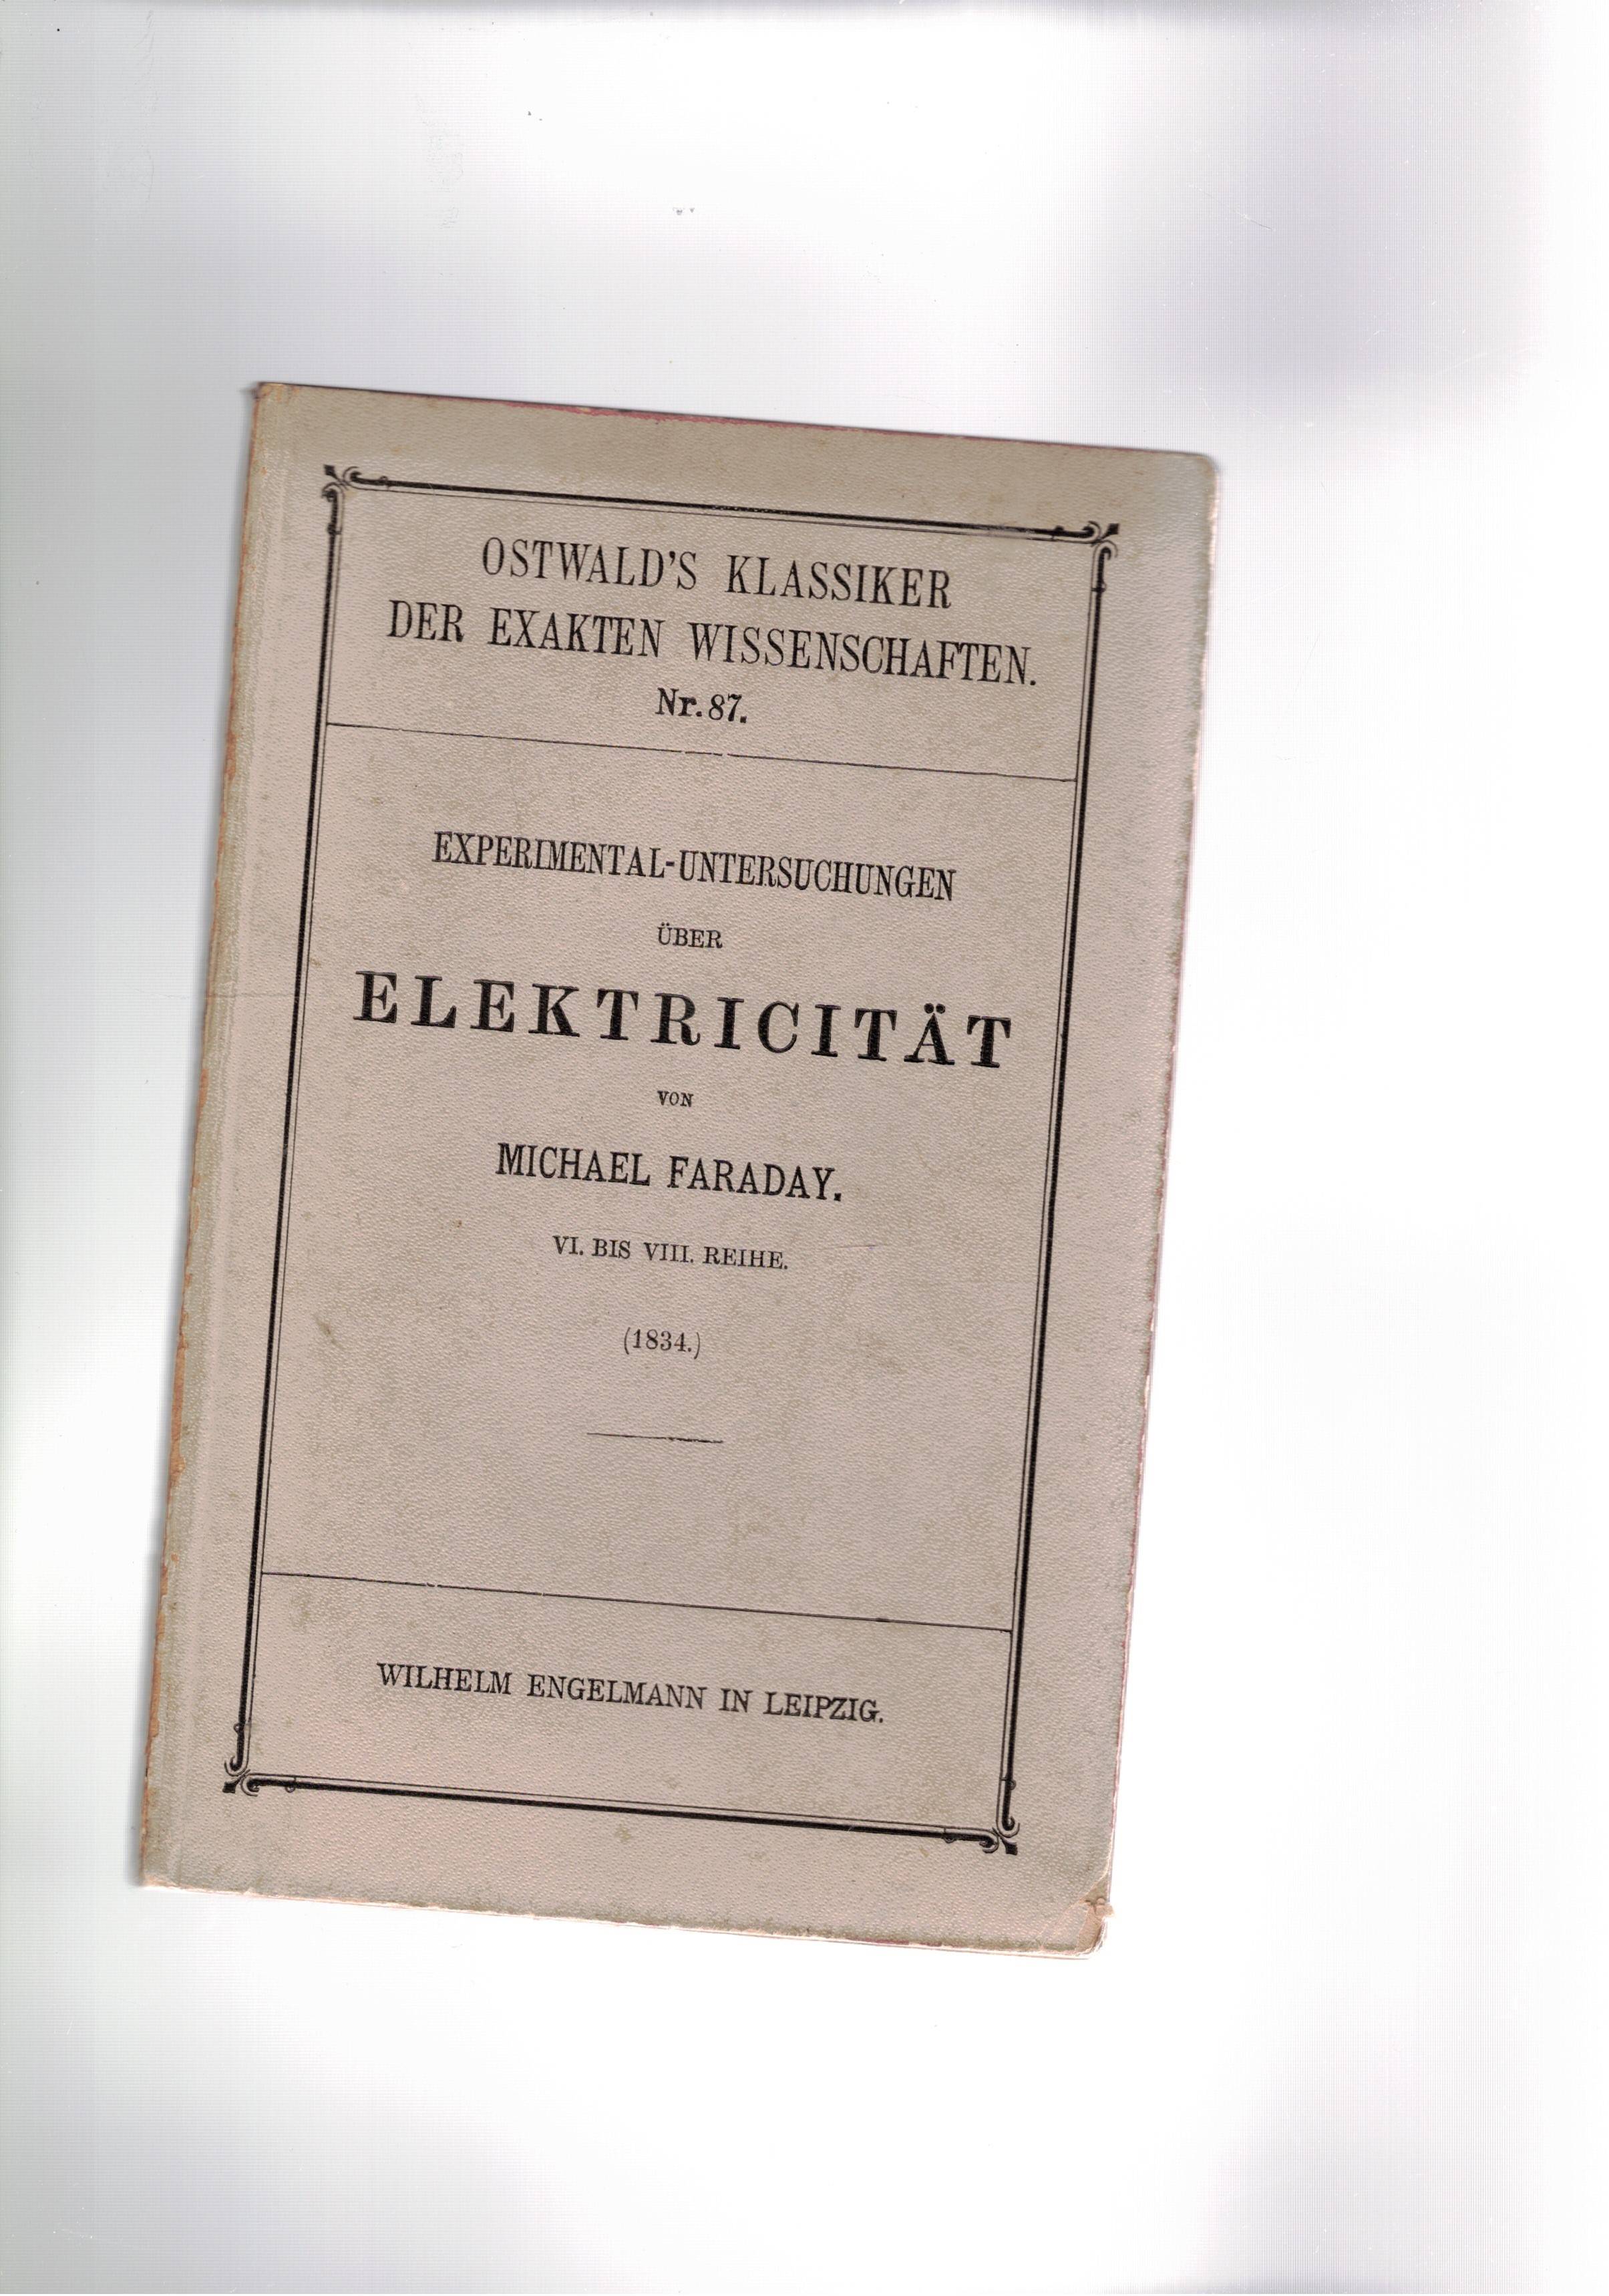 OSTWALD'S KLASSIKER
DER EXAKTEN WISSENSCHAFTEN.
Nr. 87.
EXPERIMENTAL-UNTERSUCHUNGEN
ÜBER
ELEKTRICITÄT
VON
MICHAEL FARADAY.
VI. BIS VIII. REIHE.
(1834.)
WILHELM ENGELMANN IN LEIPZIG.